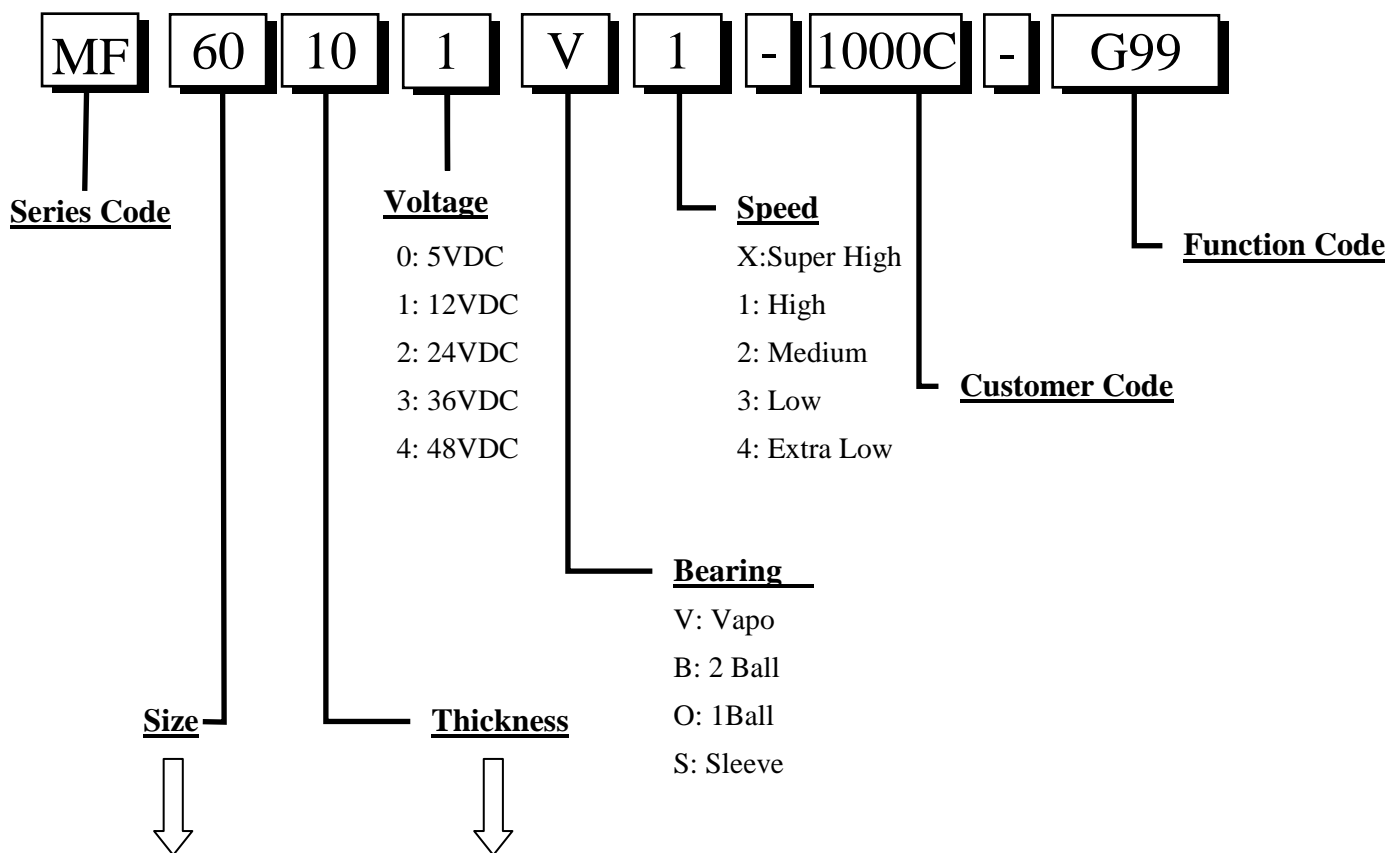 MF 60 10 1 V 1 - 1000C - G99
Series Code
Voltage
0: 5VDC
1: 12VDC
2: 24VDC
3: 36VDC
4: 48VDC
Speed
X:Super High
1: High
2: Medium
3: Low
4: Extra Low
Function Code
Customer Code
Bearing
V: Vapo
B: 2 Ball
O: 1Ball
S: Sleeve
Size
Thickness